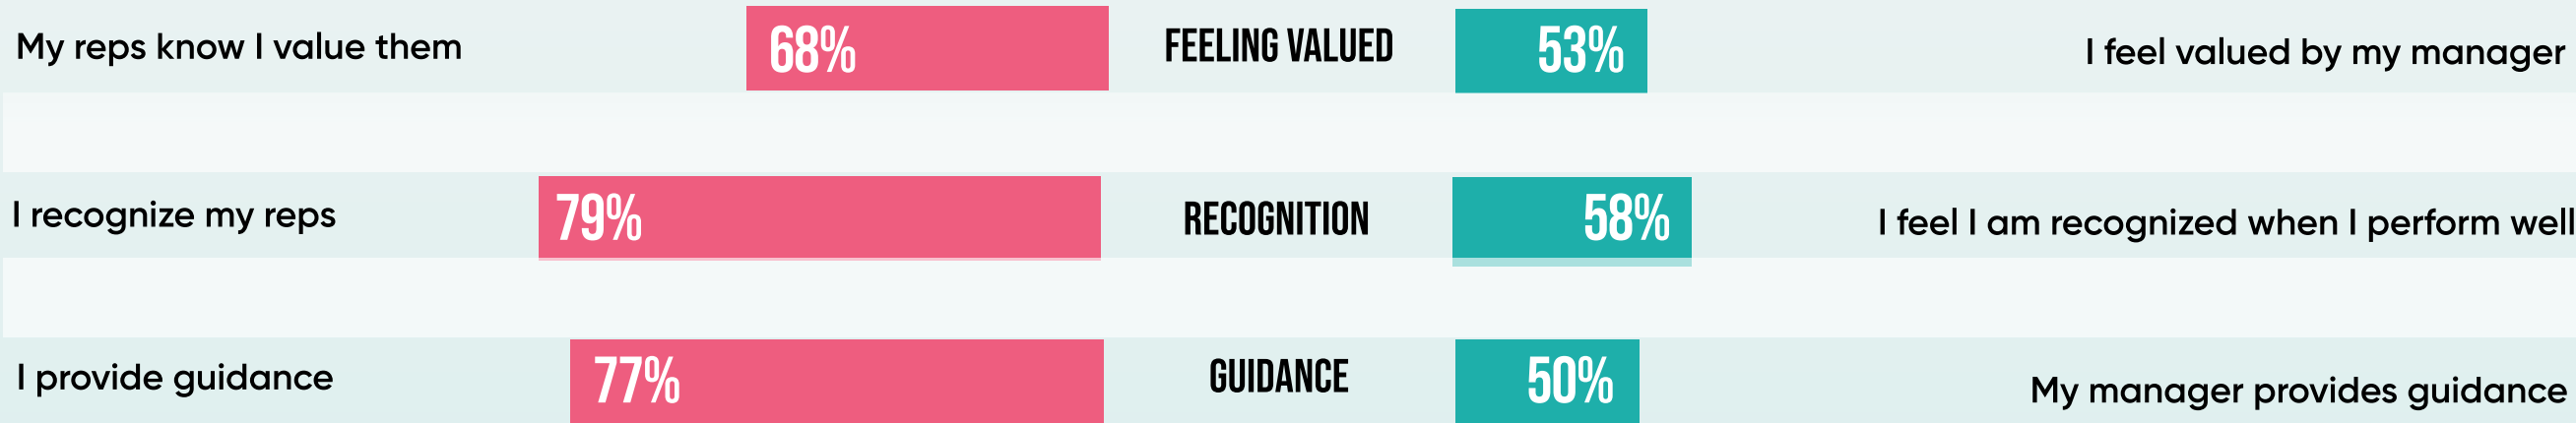 My reps know I value them
68%
FEELING VALUED
53%
I feel valued by my manager
I recognize my reps
79%
RECOGNITION
58%
I feel I am recognized when I perform well
I provide guidance
77%
GUIDANCE
50%
My manager provides guidance